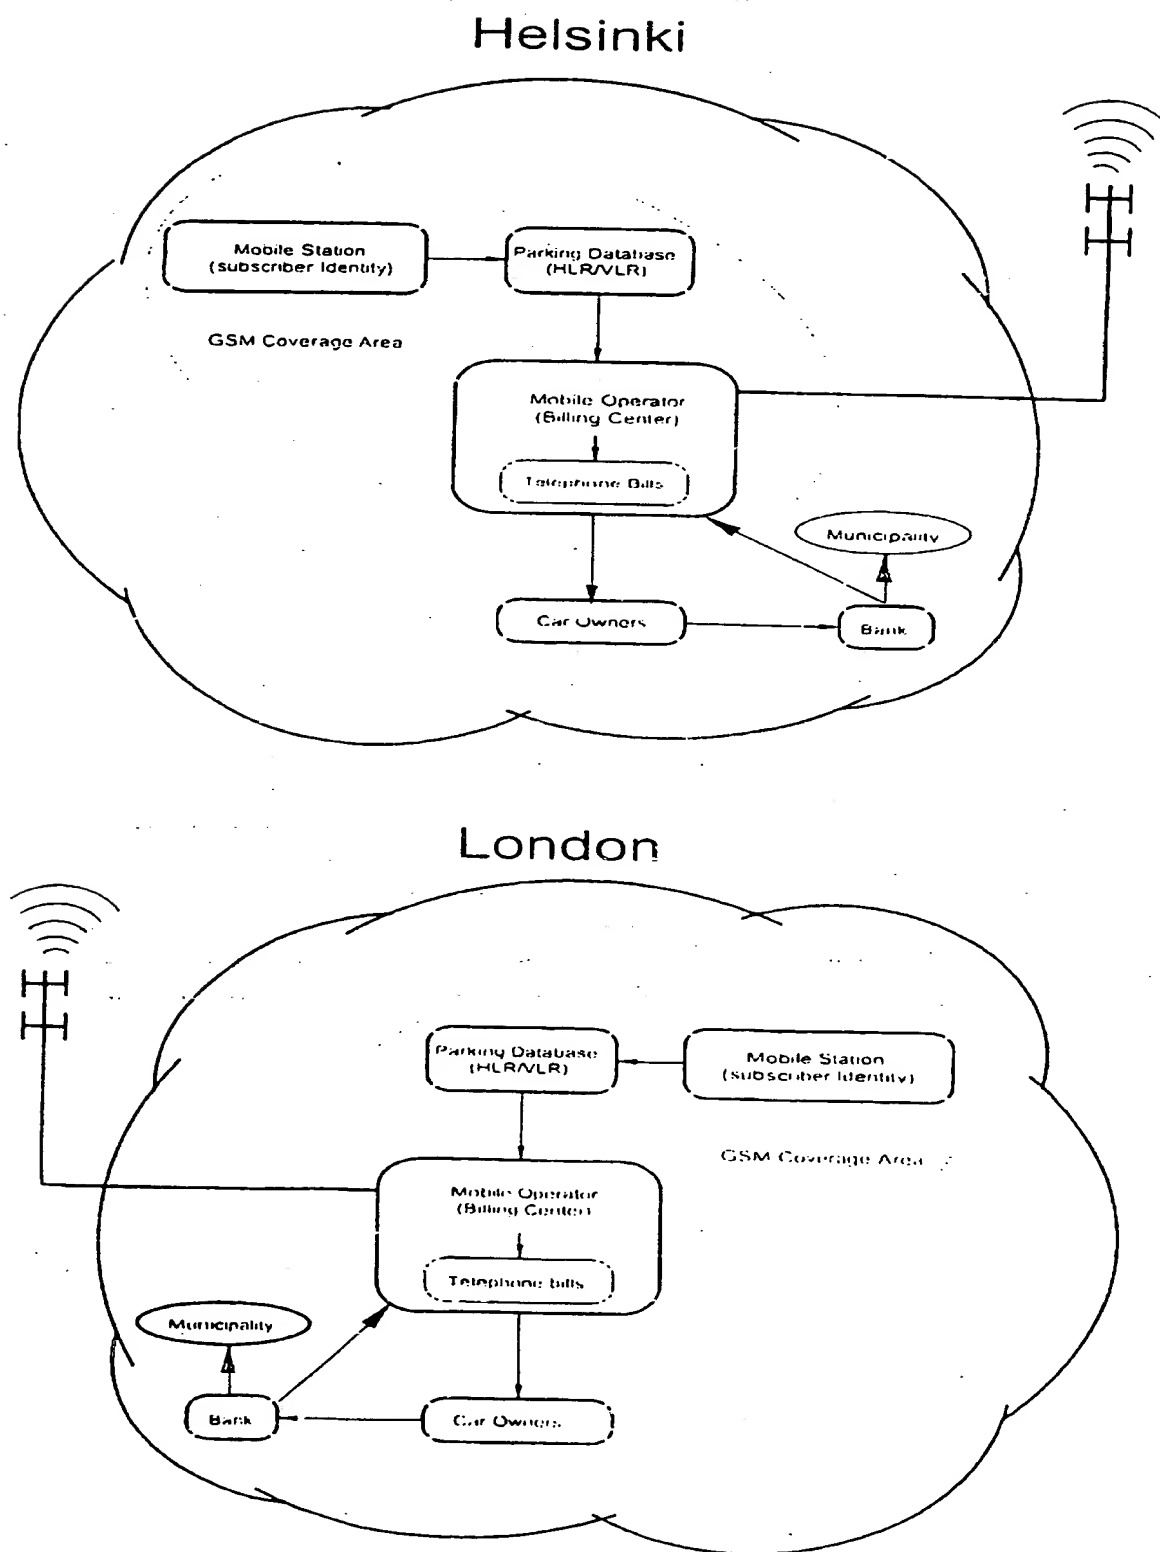 Helsinki
Mobile Station
(subscriber Identity)
Parking Database
(HLR/VLR)
GSM Coverage Area
Mobile Operator
(Billing Center)
Telephone Bills
Municipality
Car Owners
Bank
London
Parking Database
(HLR/VLR)
Mobile Station
(subscriber Identity)
GSM Coverage Area
Mobile Operator
(Billing Center)
Telephone bills
Municipality
Bank
Car Owners